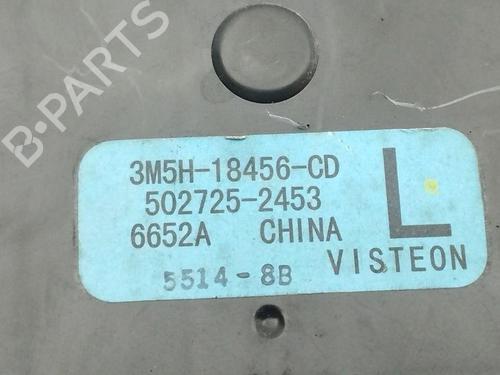 B-PARTS
3M5H-18456-CD
502725-2453
6652A CHINA
L
VISTEON
5514-8B